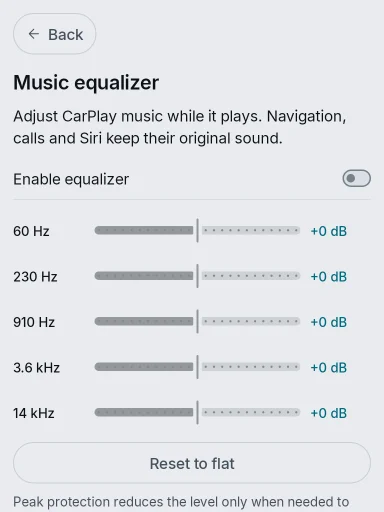 Back
Music equalizer
Adjust CarPlay music while it plays. Navigation,
calls and Siri keep their original sound.
Enable equalizer
60 Hz +0 dB
230 Hz +0 dB
910 Hz +0 dB
3.6 kHz +0 dB
14 kHz +0 dB
Reset to flat
Peak protection reduces the level only when needed to